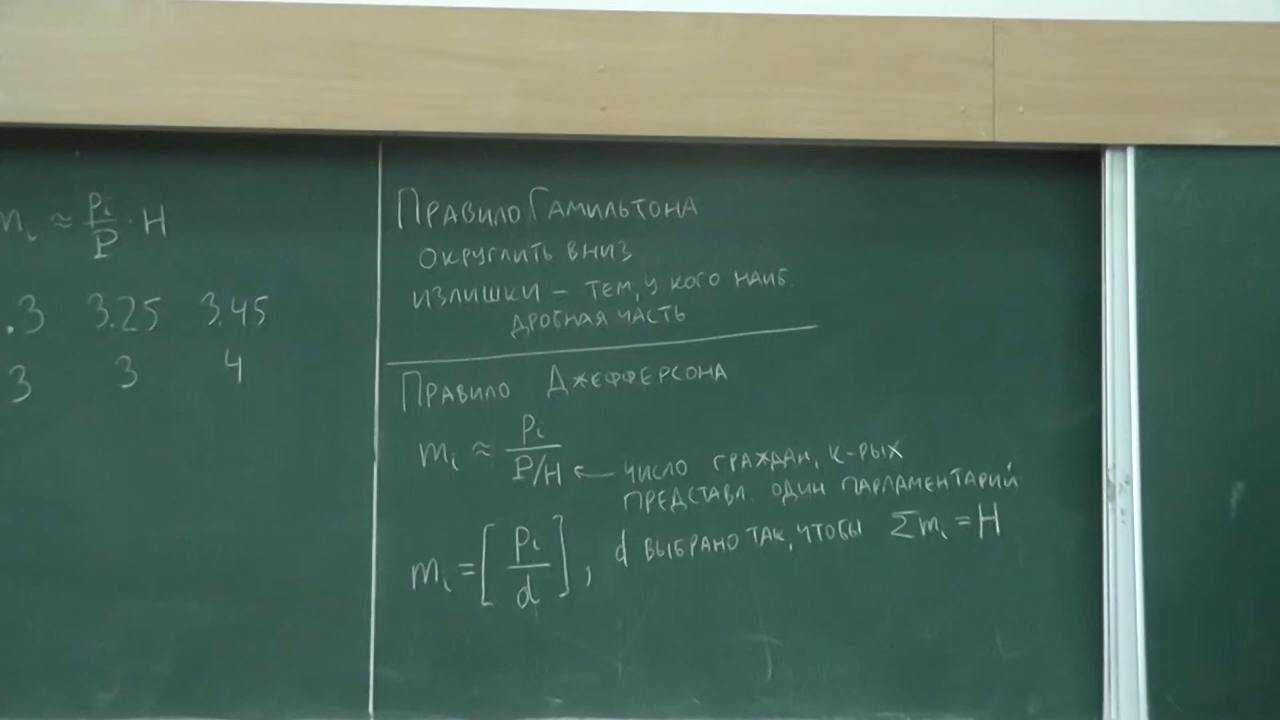 m_i ≈ p_i/P · H
.3 3.25 3.45
3 3 4
ПРАВИЛО ГАМИЛЬТОНА
ОКРУГЛИТЬ ВНИЗ
ИЗЛИШКИ – ТЕМ, У КОГО НАИБ.
ДРОБНАЯ ЧАСТЬ
ПРАВИЛО ДЖЕФФЕРСОНА
m_i ≈ p_i / (P/H) ← ЧИСЛО ГРАЖДАН, К-РЫХ
ПРЕДСТАВЛ. ОДИН ПАРЛАМЕНТАРИЙ
m_i = [p_i/d], d ВЫБРАНО ТАК, ЧТОБЫ Σm_i = H